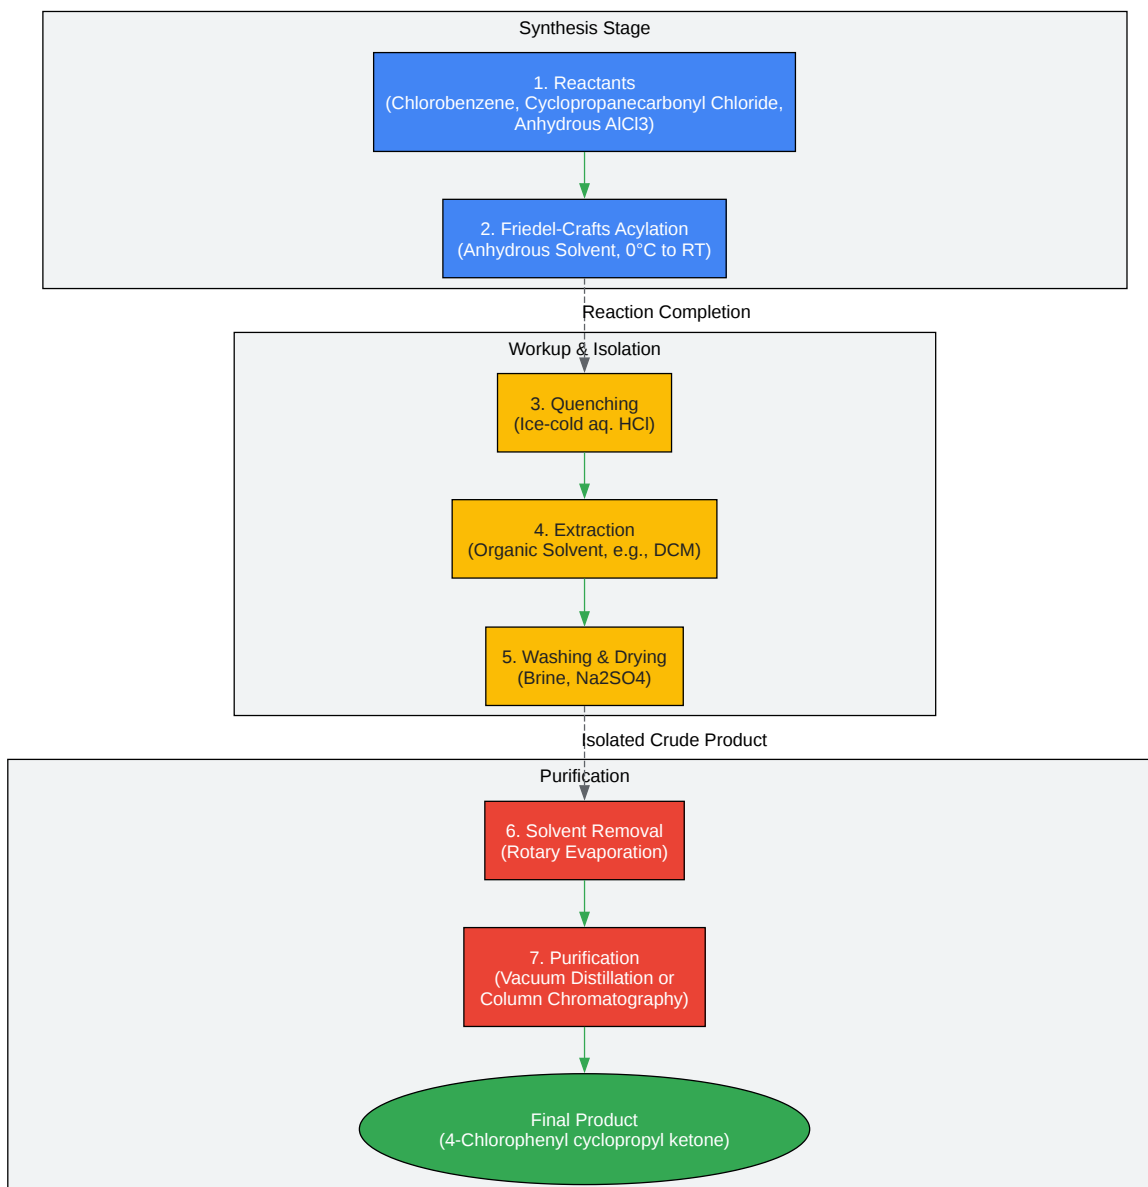 Synthesis Stage
1. Reactants
(Chlorobenzene, Cyclopropanecarbonyl Chloride,
Anhydrous AlCl3)
2. Friedel-Crafts Acylation
(Anhydrous Solvent, 0°C to RT)
Reaction Completion
Workup & Isolation
3. Quenching
(Ice-cold aq. HCl)
4. Extraction
(Organic Solvent, e.g., DCM)
5. Washing & Drying
(Brine, Na2SO4)
Isolated Crude Product
Purification
6. Solvent Removal
(Rotary Evaporation)
7. Purification
(Vacuum Distillation or
Column Chromatography)
Final Product
(4-Chlorophenyl cyclopropyl ketone)